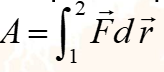 A = ∫₁² F⃗ d r⃗